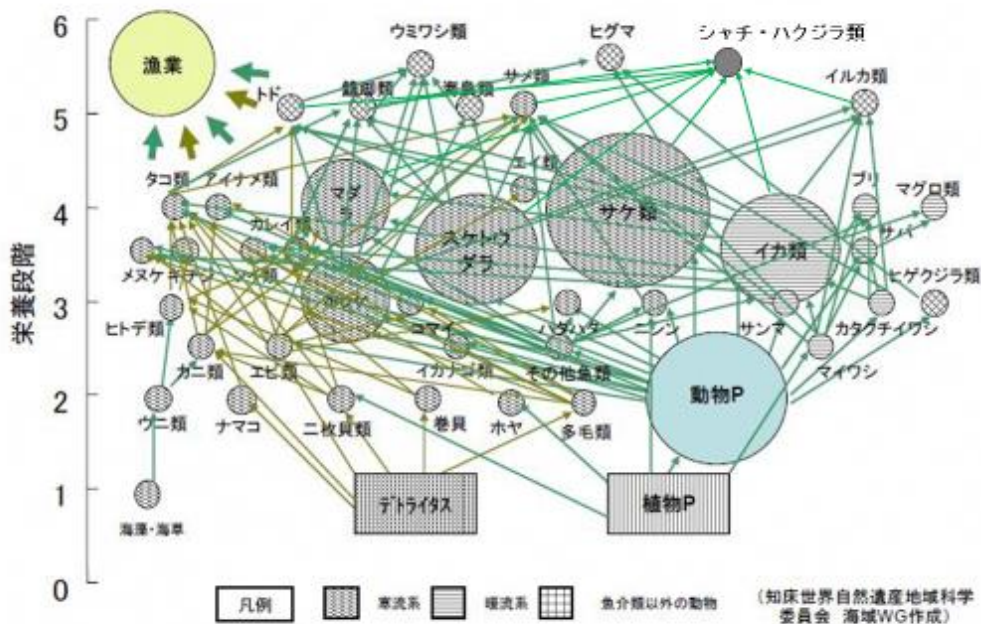 6
ウミワシ類
ヒグマ
シャチ・ハクジラ類
漁業
トド
鰭脚類
海鳥類
サメ類
イルカ類
5
タコ類
アイナメ類
マダラ
エイ類
サケ類
ブリ
マグロ類
4
カレイ類
スケトウダラ
イカ類
サバ
栄養段階
メヌケ
キチジ
ヒゲクジラ類
3
ヒトデ類
コマイ
ハタハタ
ニシン
サンマ
カタクチイワシ
カニ類
エビ類
イカナゴ類
その他魚類
動物P
マイワシ
2
ウニ類
ナマコ
二枚貝類
巻貝
ホヤ
多毛類
1
デトライタス
植物P
海藻・海草
0
凡例
寒流系
暖流系
魚介類以外の動物
(知床世界自然遺産地域科学
委員会 海域WG作成)